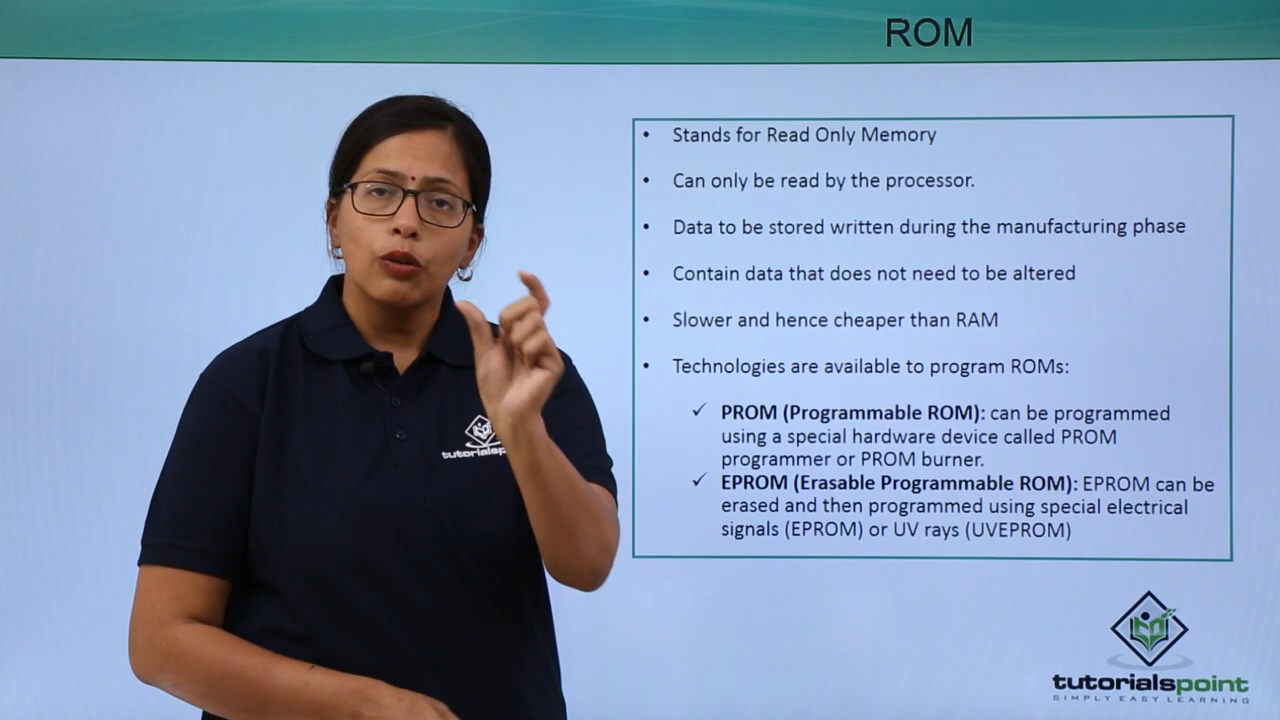 ROM
• Stands for Read Only Memory
• Can only be read by the processor.
• Data to be stored written during the manufacturing phase
• Contain data that does not need to be altered
• Slower and hence cheaper than RAM
• Technologies are available to program ROMs:
✓ PROM (Programmable ROM): can be programmed
using a special hardware device called PROM
programmer or PROM burner.
✓ EPROM (Erasable Programmable ROM): EPROM can be
erased and then programmed using special electrical
signals (EPROM) or UV rays (UVEPROM)
tutorialsp
tutorialspoint
SIMPLY EASY LEARNING